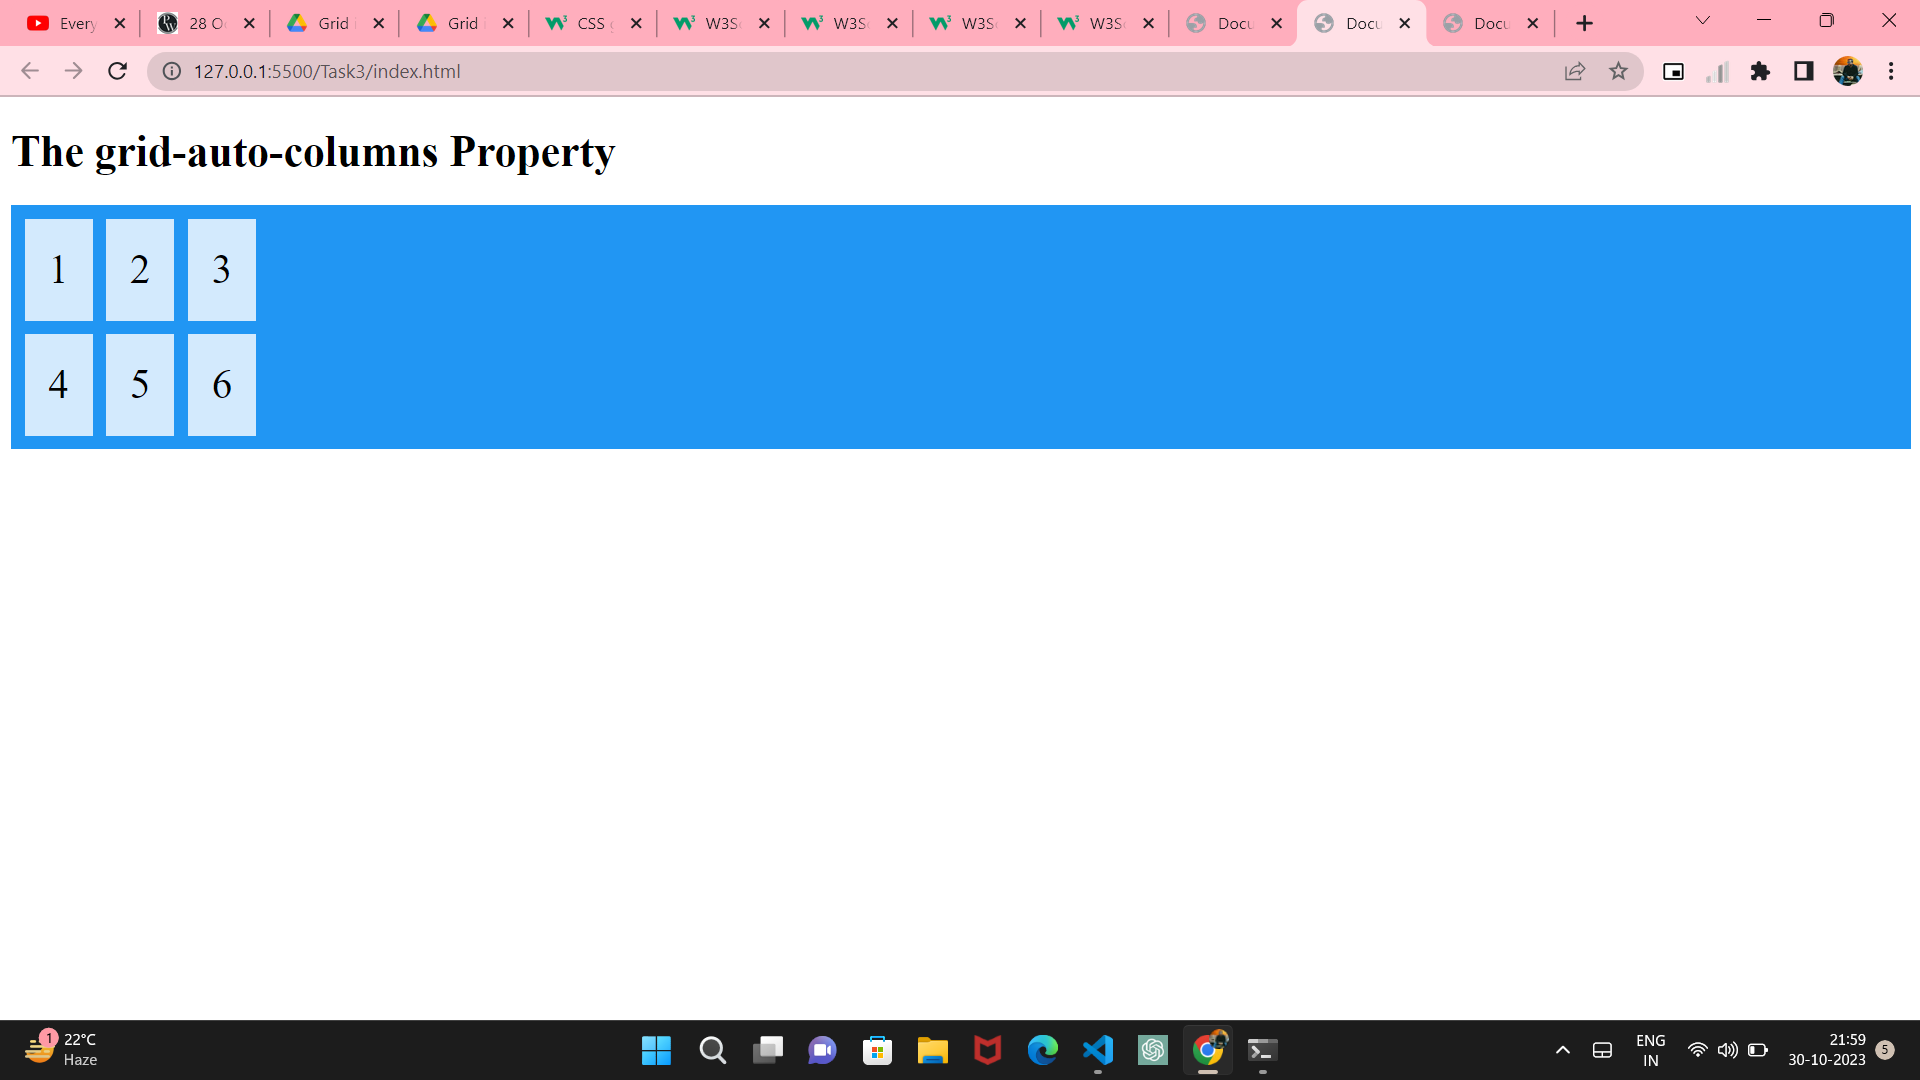 Every
28 O
Grid
Grid
CSS
W3S
W3S
W3S
W3S
Docu
Docu
Docu
127.0.0.1:5500/Task3/index.html
The grid-auto-columns Property
1 2 3
4 5 6
1
22°C
Haze
ENG
IN
21:59
30-10-2023
5